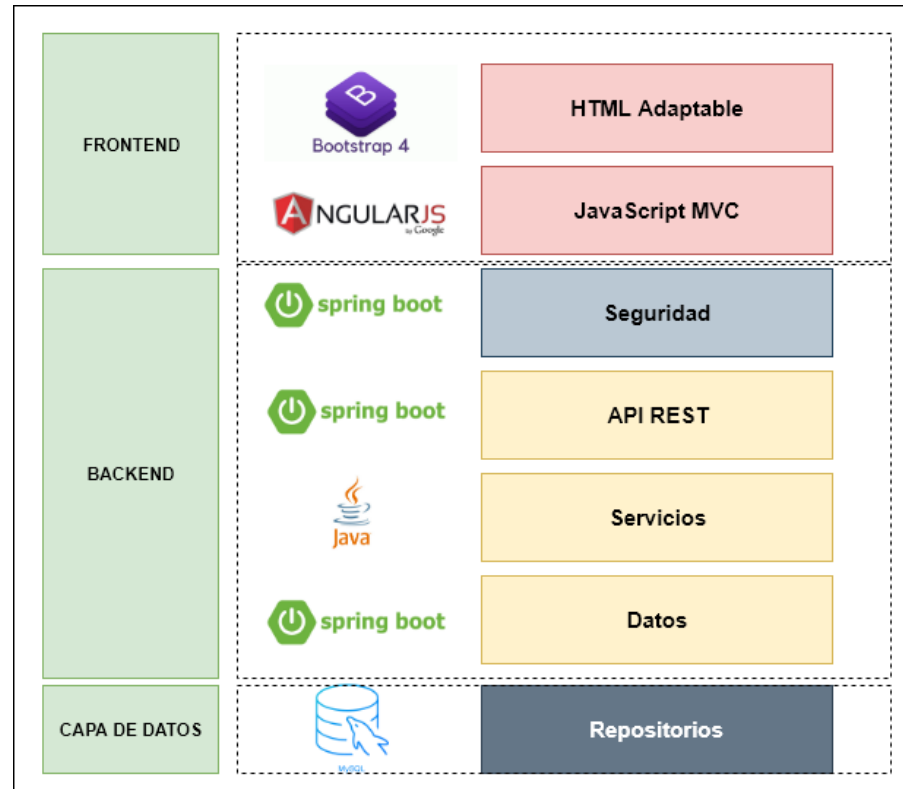 FRONTEND
Bootstrap 4
HTML Adaptable
ANGULARJS
by Google
JavaScript MVC
BACKEND
spring boot
Seguridad
spring boot
API REST
Java
Servicios
spring boot
Datos
CAPA DE DATOS
MySQL
Repositorios